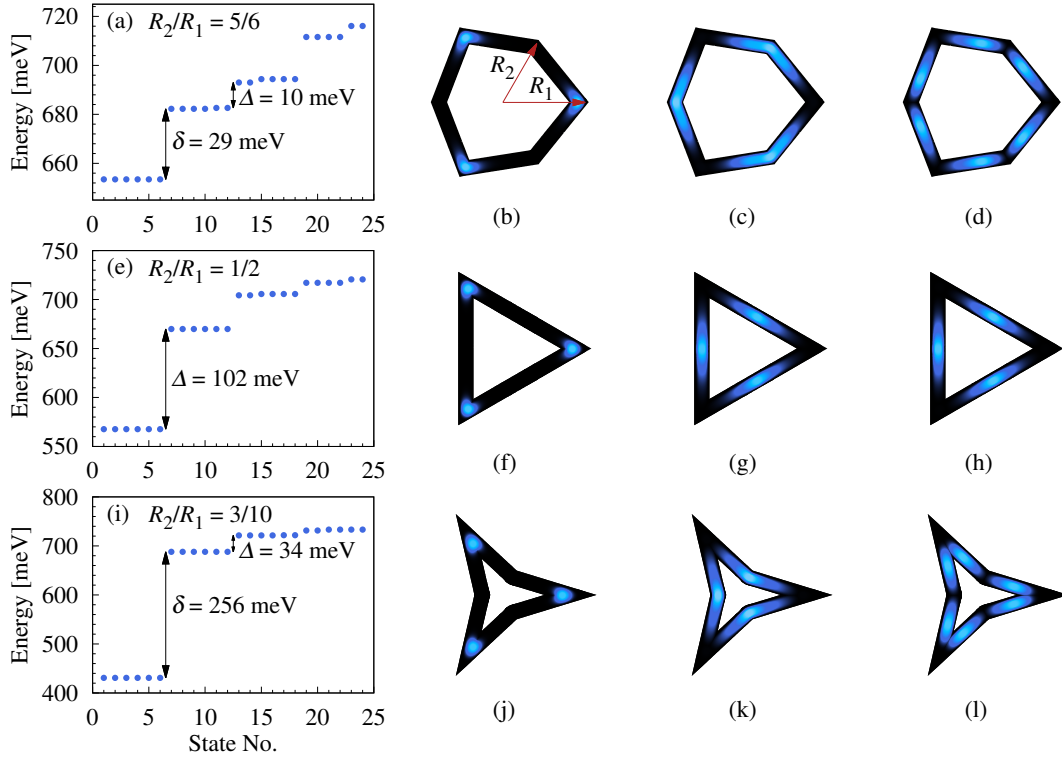 (a) R₂/R₁ = 5/6
Energy [meV]
720
700
680
660
Δ = 10 meV
δ = 29 meV
0 5 10 15 20 25
R₂
R₁
(b) (c) (d)
(e) R₂/R₁ = 1/2
Energy [meV]
750
700
650
600
550
Δ = 102 meV
0 5 10 15 20 25
(f) (g) (h)
(i) R₂/R₁ = 3/10
Energy [meV]
800
700
600
500
400
Δ = 34 meV
δ = 256 meV
0 5 10 15 20 25
State No.
(j) (k) (l)